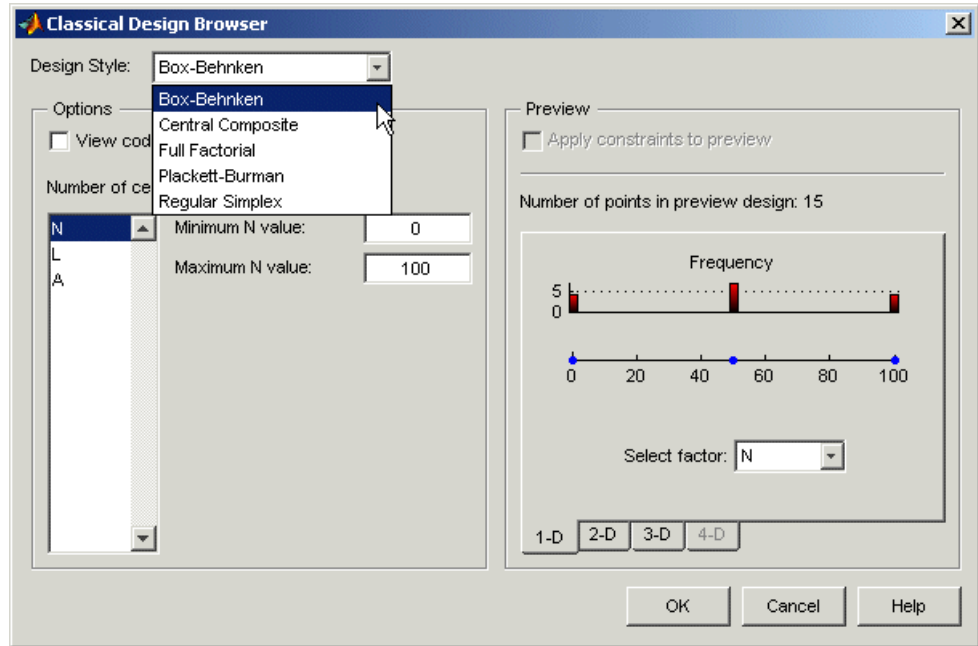 Classical Design Browser
Design Style: Box-Behnken
Box-Behnken
Central Composite
Full Factorial
Plackett-Burman
Regular Simplex
Options
View cod
Number of ce
N
L
A
Minimum N value: 0
Maximum N value: 100
Preview
Apply constraints to preview
Number of points in preview design: 15
Frequency
5
0
0 20 40 60 80 100
Select factor: N
1-D 2-D 3-D 4-D
OK Cancel Help